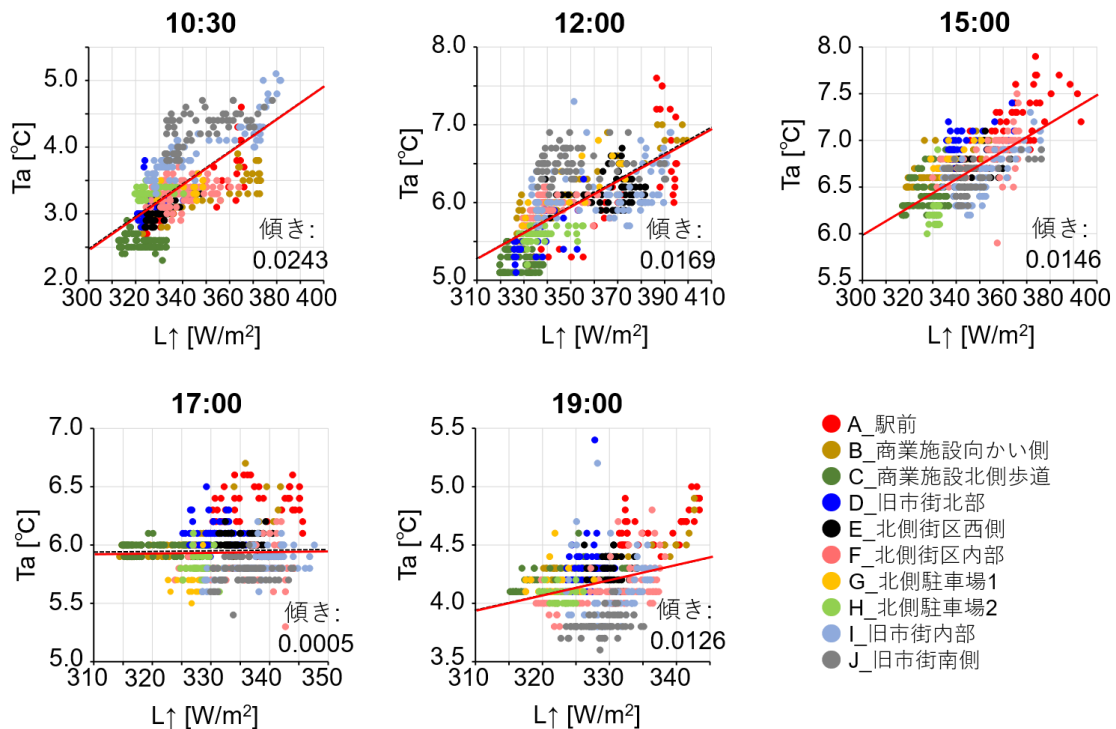 10:30
5.0
4.0
3.0
2.0
Ta [℃]
300 320 340 360 380 400
L↑ [W/m²]
傾き:
0.0243
12:00
8.0
7.0
6.0
5.0
Ta [℃]
310 330 350 370 390 410
L↑ [W/m²]
傾き:
0.0169
15:00
8.0
7.5
7.0
6.5
6.0
5.5
Ta [℃]
300 320 340 360 380 400
L↑ [W/m²]
傾き:
0.0146
17:00
7.0
6.5
6.0
5.5
5.0
Ta [℃]
310 320 330 340 350
L↑ [W/m²]
傾き:
0.0005
19:00
5.5
5.0
4.5
4.0
3.5
Ta [℃]
310 320 330 340
L↑ [W/m²]
傾き:
0.0126
A_駅前
B_商業施設向かい側
C_商業施設北側歩道
D_旧市街北部
E_北側街区西側
F_北側街区内部
G_北側駐車場1
H_北側駐車場2
I_旧市街内部
J_旧市街南側